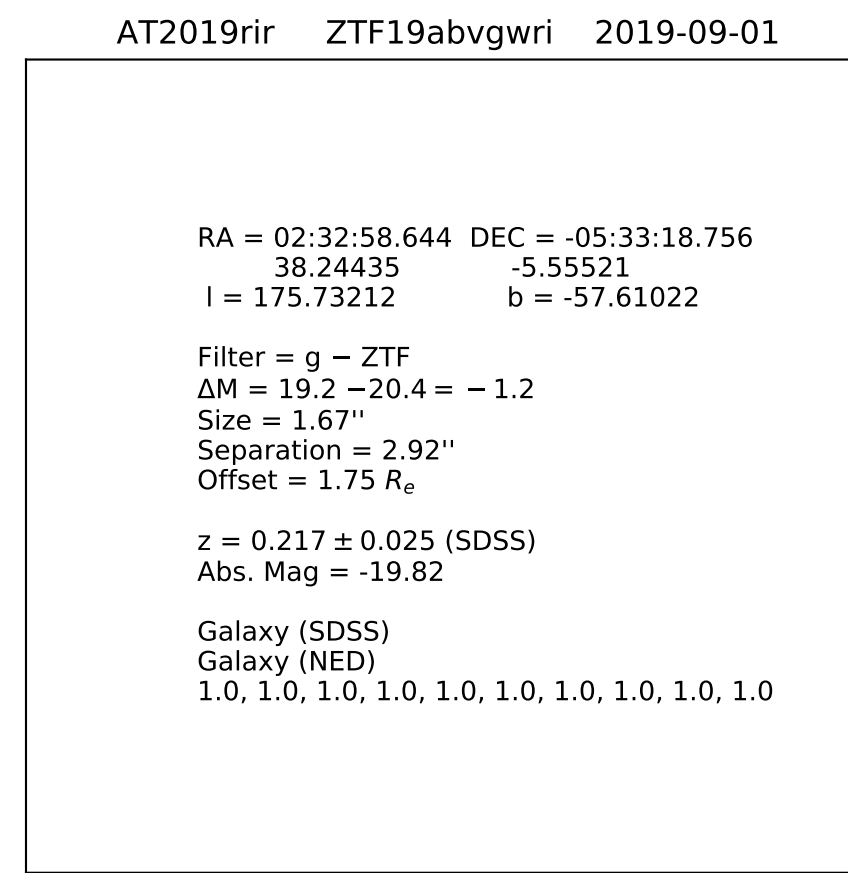 AT2019rir ZTF19abvgwri 2019-09-01
RA = 02:32:58.644 DEC = -05:33:18.756
38.24435 -5.55521
l = 175.73212 b = -57.61022
Filter = g − ZTF
ΔM = 19.2 −20.4 = − 1.2
Size = 1.67''
Separation = 2.92''
Offset = 1.75 Rₑ
z = 0.217 ± 0.025 (SDSS)
Abs. Mag = -19.82
Galaxy (SDSS)
Galaxy (NED)
1.0, 1.0, 1.0, 1.0, 1.0, 1.0, 1.0, 1.0, 1.0, 1.0